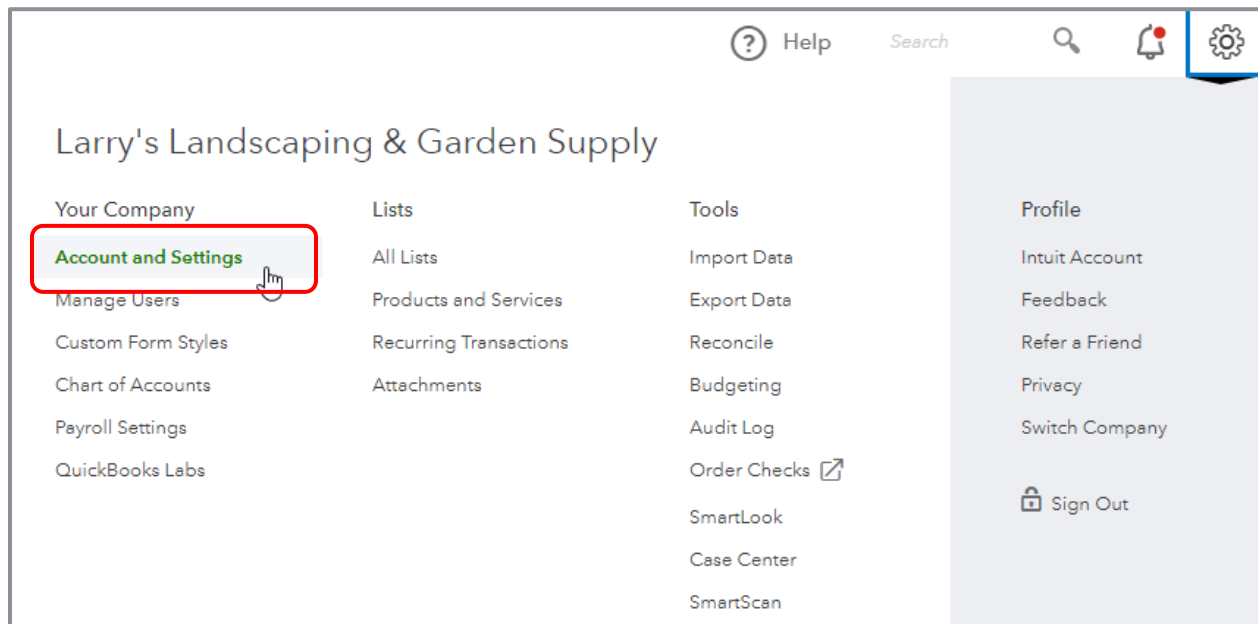 ? Help Search
Larry's Landscaping & Garden Supply
Your Company
Account and Settings
Manage Users
Custom Form Styles
Chart of Accounts
Payroll Settings
QuickBooks Labs
Lists
All Lists
Products and Services
Recurring Transactions
Attachments
Tools
Import Data
Export Data
Reconcile
Budgeting
Audit Log
Order Checks
SmartLook
Case Center
SmartScan
Profile
Intuit Account
Feedback
Refer a Friend
Privacy
Switch Company
Sign Out